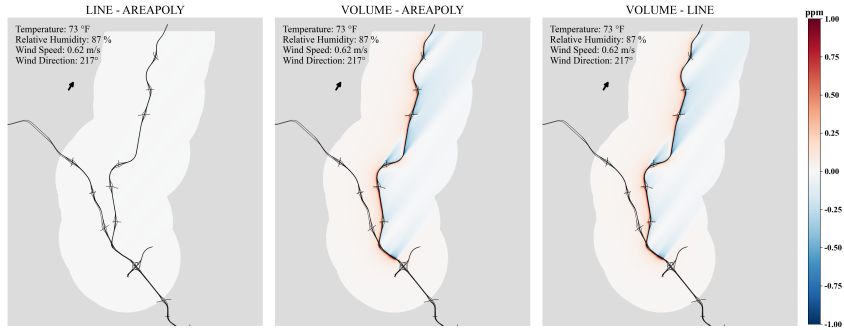 LINE - AREAPOLY
Temperature: 73 °F
Relative Humidity: 87 %
Wind Speed: 0.62 m/s
Wind Direction: 217°
VOLUME - AREAPOLY
Temperature: 73 °F
Relative Humidity: 87 %
Wind Speed: 0.62 m/s
Wind Direction: 217°
VOLUME - LINE
Temperature: 73 °F
Relative Humidity: 87 %
Wind Speed: 0.62 m/s
Wind Direction: 217°
ppm
1.00
0.75
0.50
0.25
0.00
-0.25
-0.50
-0.75
-1.00